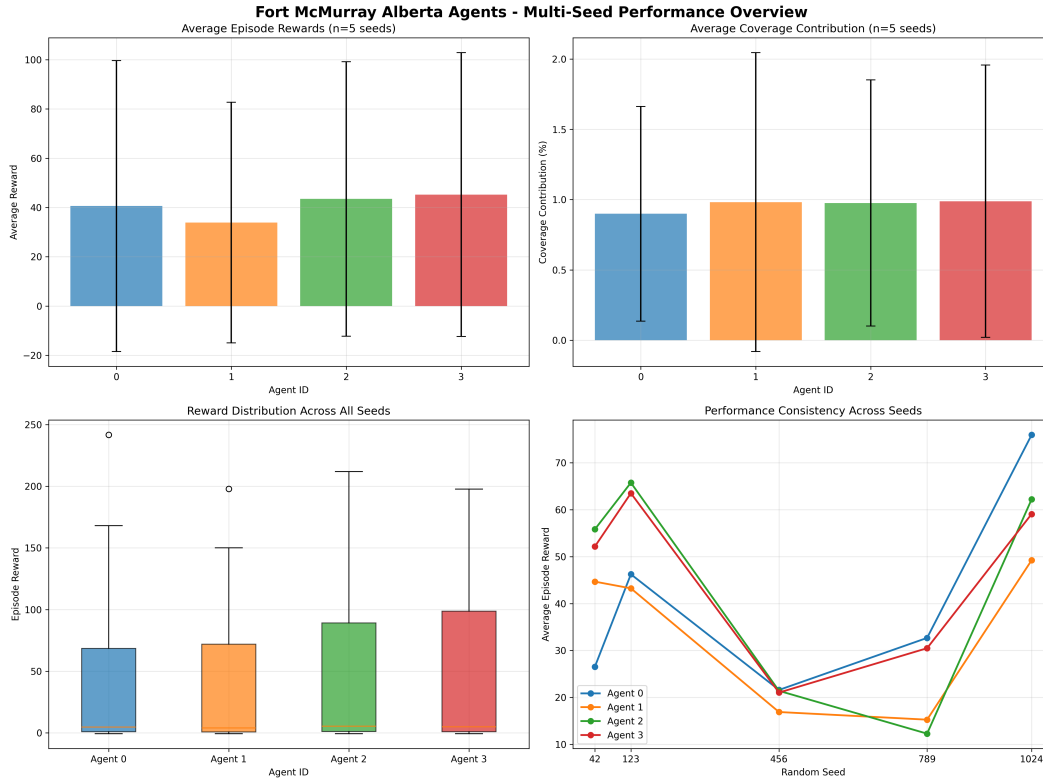 Fort McMurray Alberta Agents - Multi-Seed Performance Overview
Average Episode Rewards (n=5 seeds)
Average Reward
100
80
60
40
20
0
−20
0 1 2 3
Agent ID
Average Coverage Contribution (n=5 seeds)
Coverage Contribution (%)
2.0
1.5
1.0
0.5
0.0
0 1 2 3
Agent ID
Reward Distribution Across All Seeds
Episode Reward
250
200
150
100
50
0
Agent 0 Agent 1 Agent 2 Agent 3
Agent ID
Performance Consistency Across Seeds
Average Episode Reward
70
60
50
40
30
20
10
Agent 0
Agent 1
Agent 2
Agent 3
42 123 456 789 1024
Random Seed